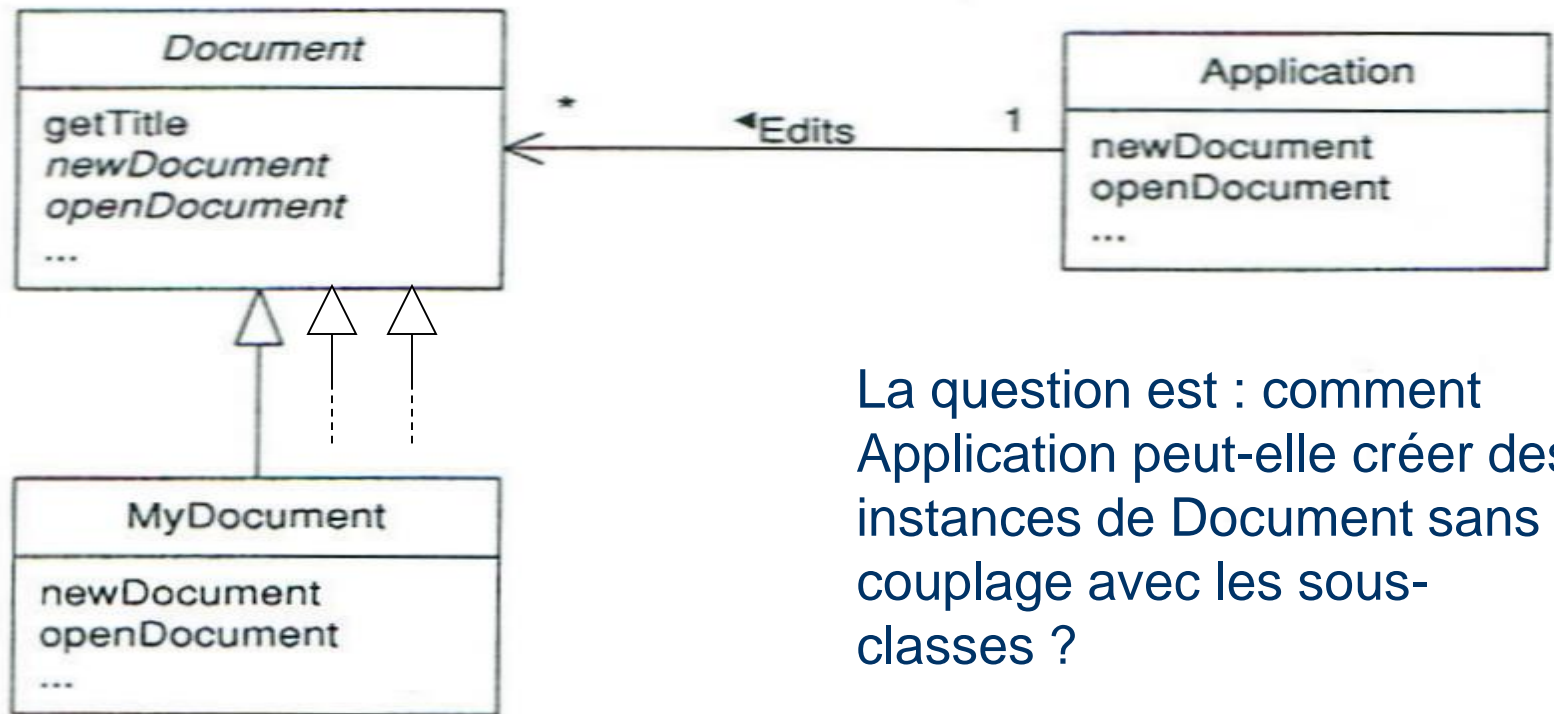 Document
getTitle
newDocument
openDocument
...
*
◄Edits
1
Application
newDocument
openDocument
...
MyDocument
newDocument
openDocument
...
La question est : comment
Application peut-elle créer des
instances de Document sans
couplage avec les sous-
classes ?